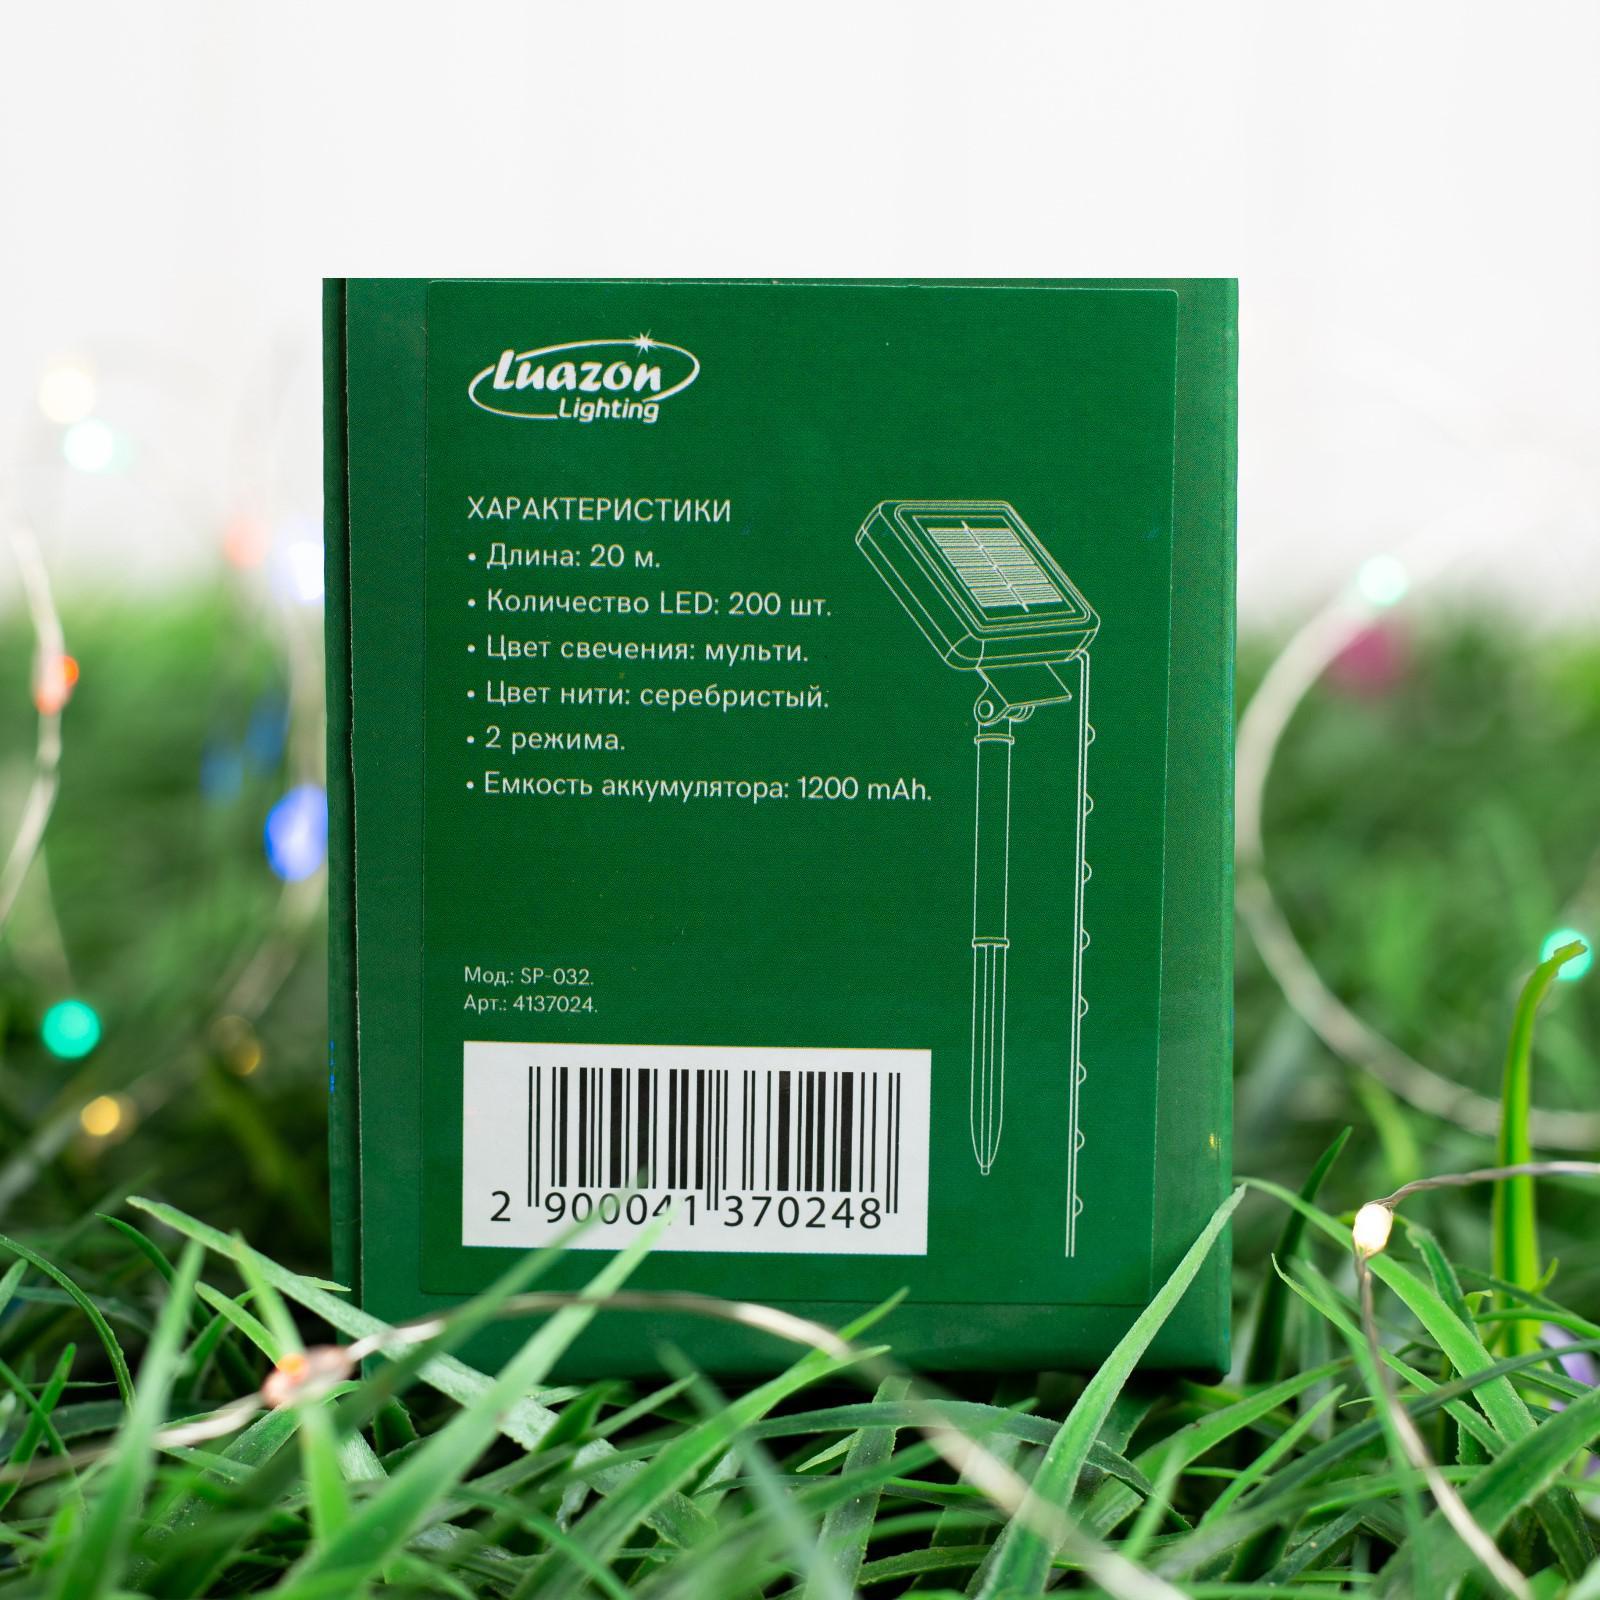 Luazon
Lighting
ХАРАКТЕРИСТИКИ
• Длина: 20 м.
• Количество LED: 200 шт.
• Цвет свечения: мульти.
• Цвет нити: серебристый.
• 2 режима.
• Емкость аккумулятора: 1200 mAh.
Мод.: SP-032.
Арт.: 4137024.
2 900041 370248